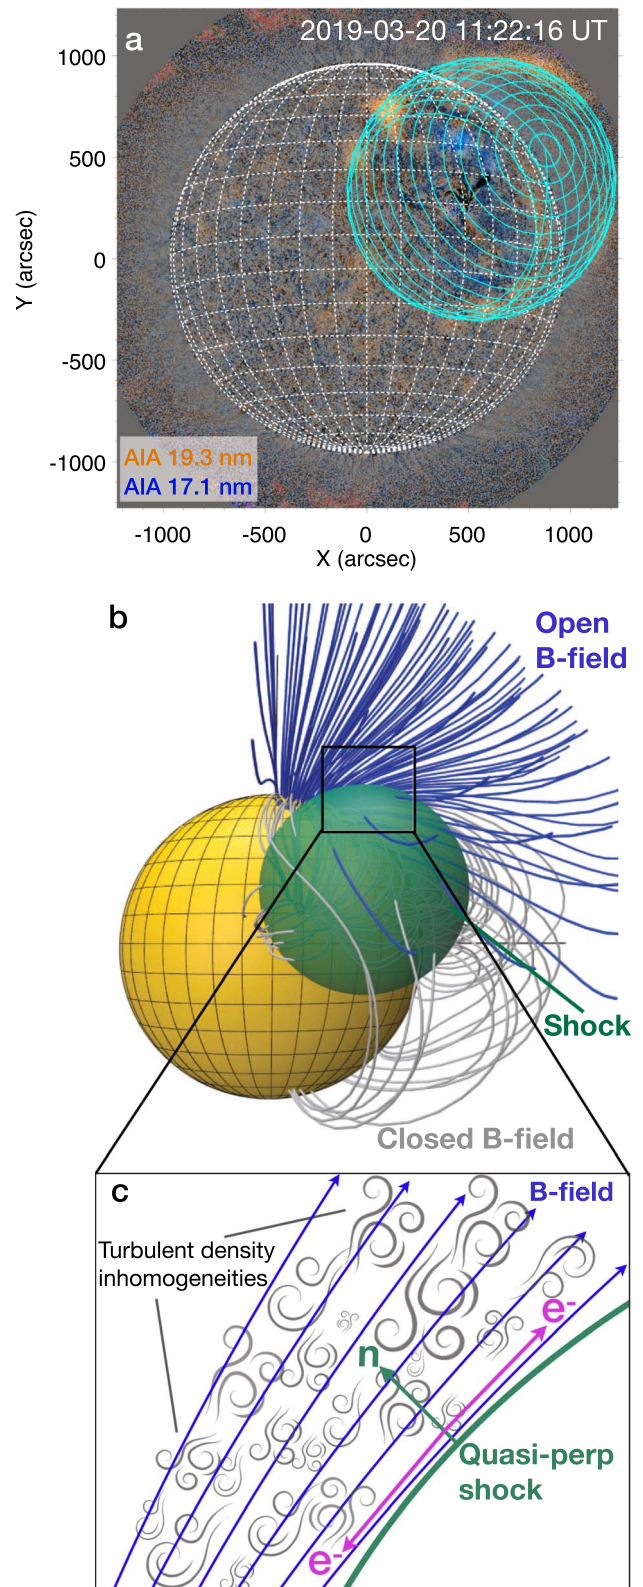 a
2019-03-20 11:22:16 UT
1000
500
0
-500
-1000
Y (arcsec)
AIA 19.3 nm
AIA 17.1 nm
-1000 -500 0 500 1000
X (arcsec)
b
Open
B-field
Shock
Closed B-field
c
B-field
Turbulent density
inhomogeneities
e-
n
Quasi-perp
shock
e-